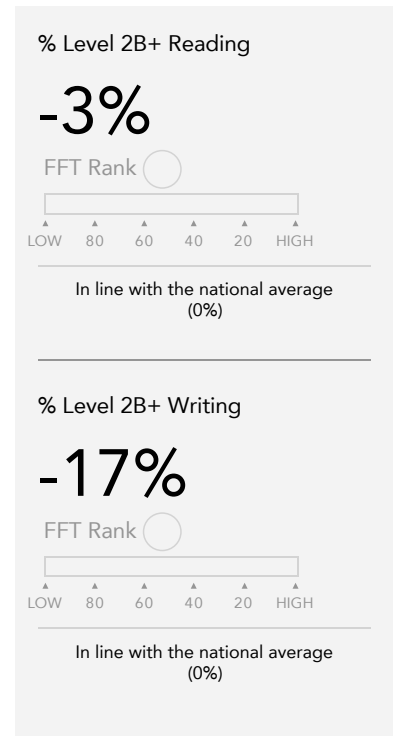 % Level 2B+ Reading
-3%
FFT Rank
LOW 80 60 40 20 HIGH
In line with the national average
(0%)
% Level 2B+ Writing
-17%
FFT Rank
LOW 80 60 40 20 HIGH
In line with the national average
(0%)